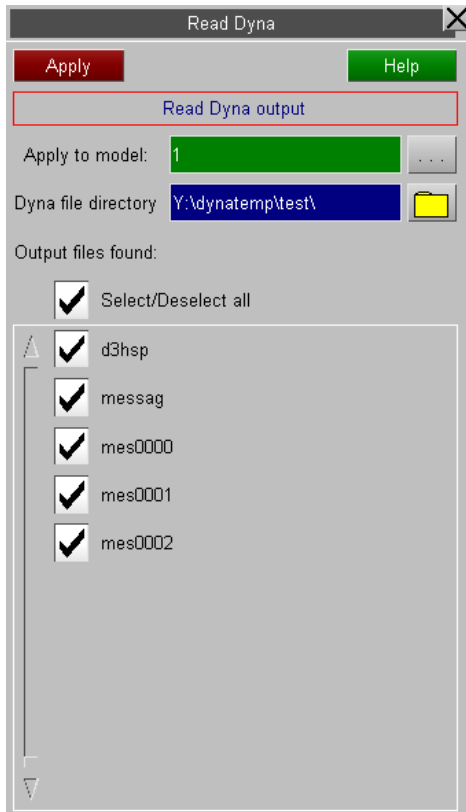 Read Dyna
Apply Help
Read Dyna output
Apply to model: 1 ...
Dyna file directory Y:\dynatemp\test\
Output files found:
Select/Deselect all
d3hsp
messag
mes0000
mes0001
mes0002